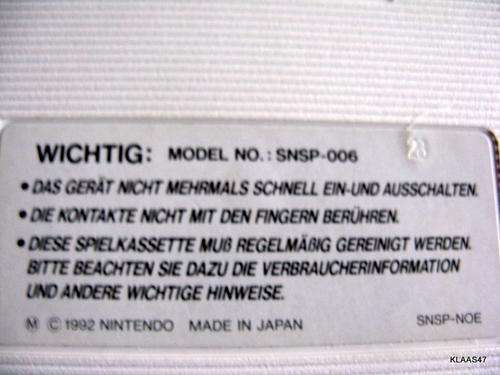 WICHTIG: MODEL NO.: SNSP-006
20
• DAS GERÄT NICHT MEHRMALS SCHNELL EIN-UND AUSSCHALTEN.
• DIE KONTAKTE NICHT MIT DEN FINGERN BERÜHREN.
• DIESE SPIELKASSETTE MUß REGELMÄßIG GEREINIGT WERDEN.
BITTE BEACHTEN SIE DAZU DIE VERBRAUCHERINFORMATION
UND ANDERE WICHTIGE HINWEISE.
Ⓜ © 1992 NINTENDO MADE IN JAPAN SNSP-NOE
KLAAS47